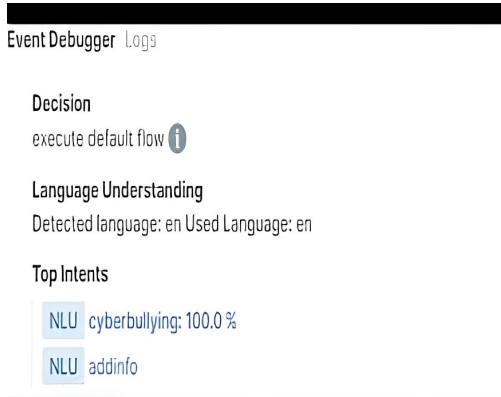 Event Debugger Logs
Decision
execute default flow i
Language Understanding
Detected language: en Used Language: en
Top Intents
NLU cyberbullying: 100.0 %
NLU addinfo